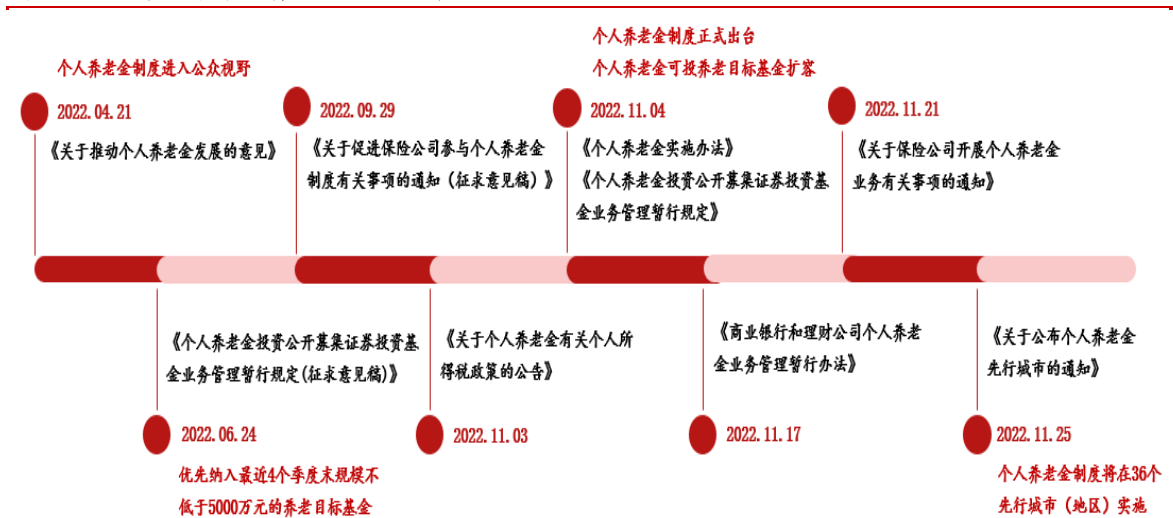 个人养老金制度进入公众视野
2022.04.21
《关于推动个人养老金发展的意见》
2022.09.29
《关于促进保险公司参与个人养老金
制度有关事项的通知（征求意见稿）》
个人养老金制度正式出台
个人养老金可投养老目标基金扩容
2022.11.04
《个人养老金实施办法》
《个人养老金投资公开募集证券投资基
金业务管理暂行规定》
2022.11.21
《关于保险公司开展个人养老金
业务有关事项的通知》
《个人养老金投资公开募集证券投资基
金业务管理暂行规定(征求意见稿)》
2022.06.24
优先纳入最近4个季度末规模不
低于5000万元的养老目标基金
《关于个人养老金有关个人所
得税政策的公告》
2022.11.03
《商业银行和理财公司个人养老
金业务管理暂行办法》
2022.11.17
《关于公布个人养老金
先行城市的通知》
2022.11.25
个人养老金制度将在36个
先行城市（地区）实施